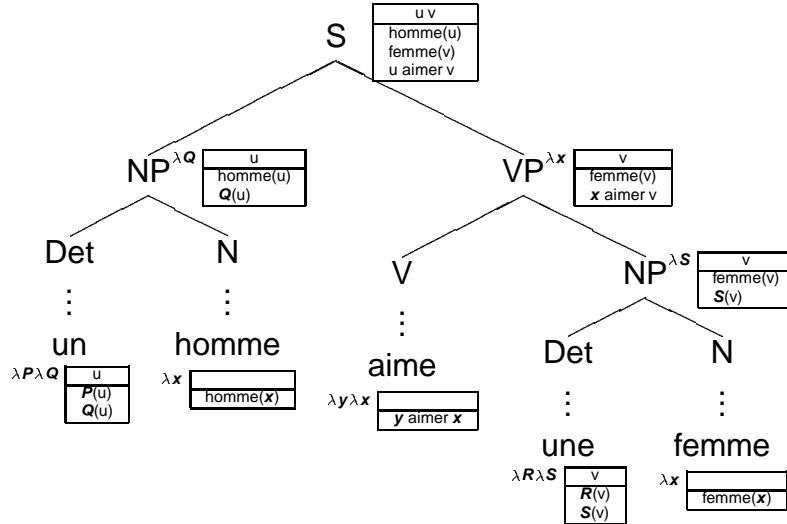 u v
S
homme(u)
femme(v)
u aimer v
NP λQ
u
homme(u)
Q(u)
VP λx
v
femme(v)
x aimer v
Det
N
V
NP λS
v
femme(v)
S(v)
⋮
⋮
⋮
un
homme
aime
Det
N
λPλQ
u
P(u)
Q(u)
λx
homme(x)
λyλx
y aimer x
⋮
⋮
une
femme
λRλS
v
R(v)
S(v)
λx
femme(x)